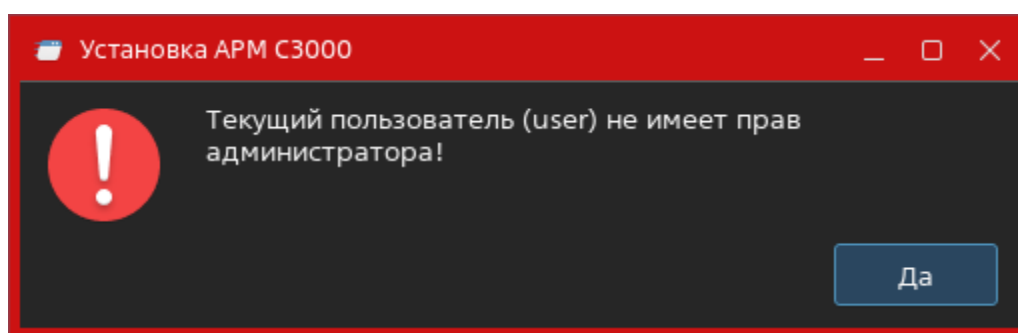 Установка АРМ С3000
Текущий пользователь (user) не имеет прав
администратора!
Да